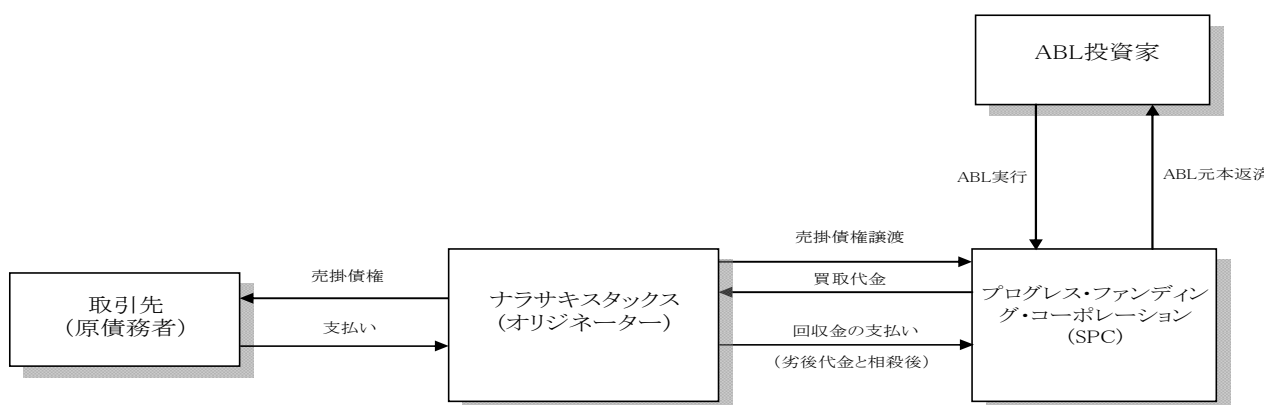 ABL投資家
ABL実行
ABL元本返済
売掛債権譲渡
売掛債権
買取代金
取引先
(原債務者)
ナラサキスタックス
(オリジネーター)
プログレス・ファンディン
グ・コーポレーション
(SPC)
支払い
回収金の支払い
(劣後代金と相殺後)